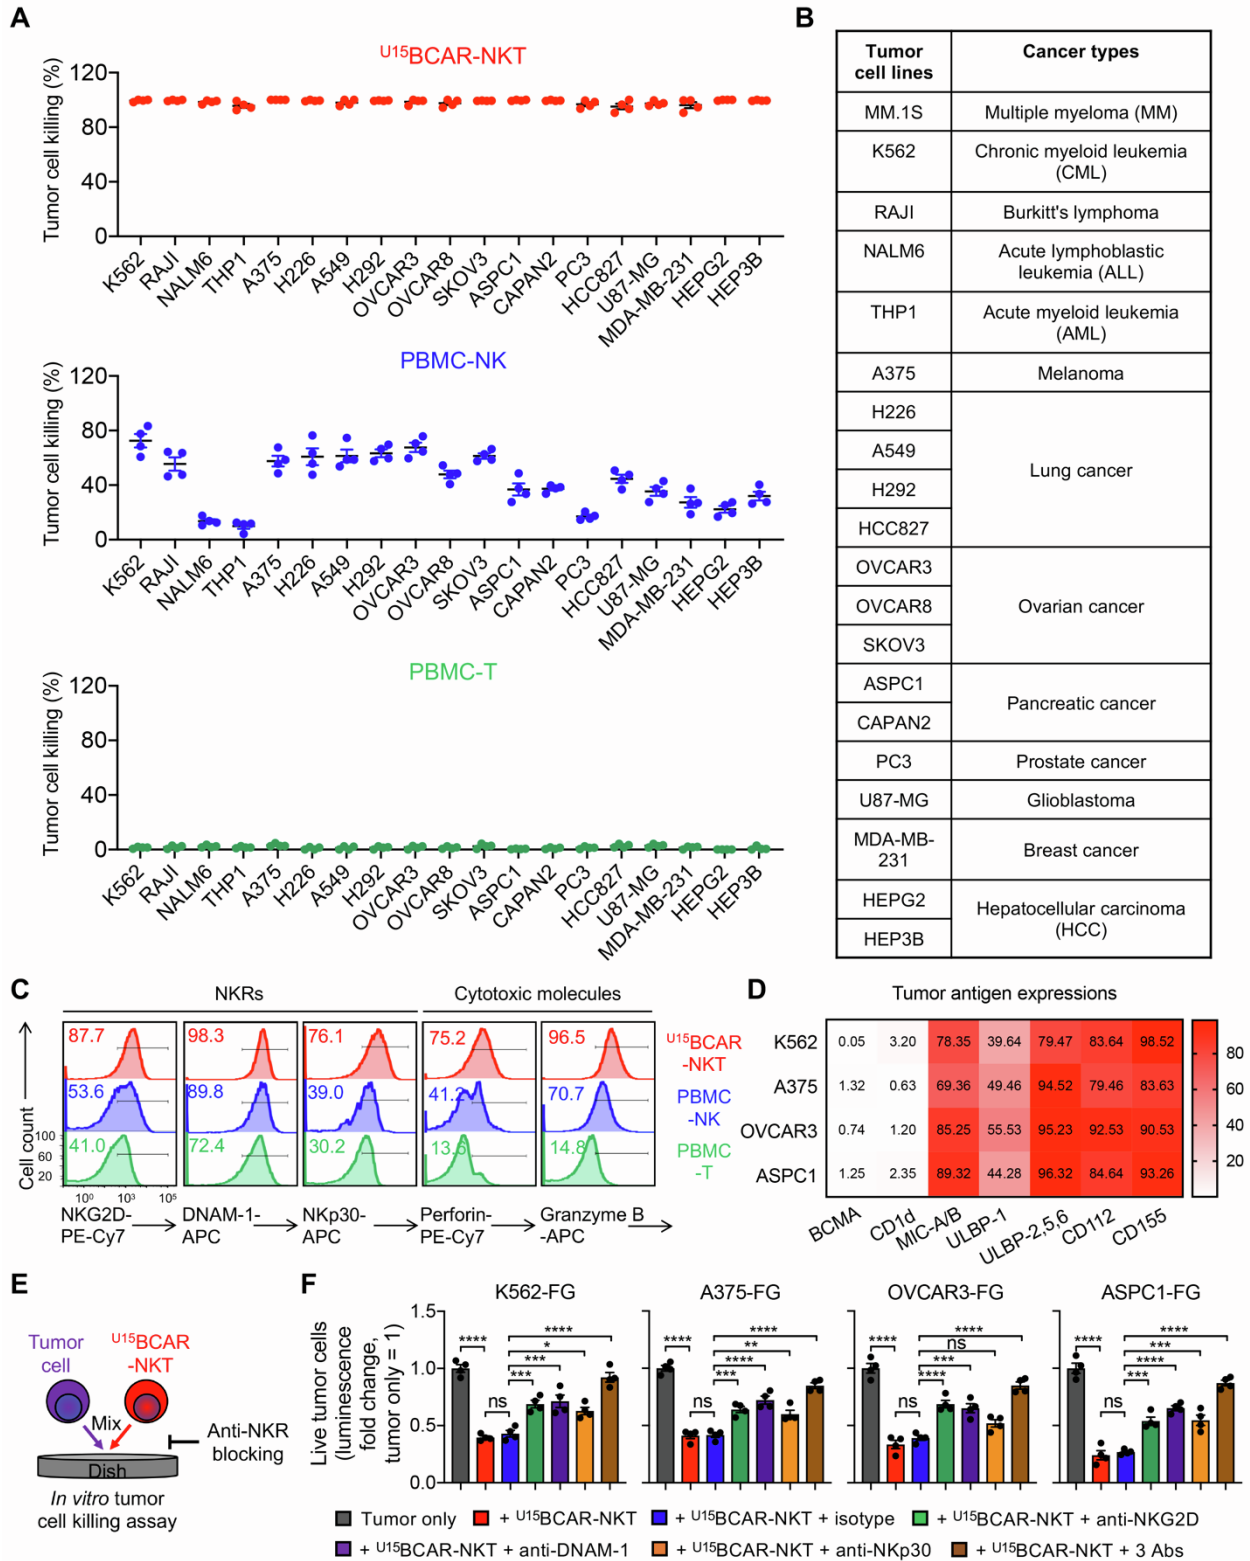 A
U15BCAR-NKT
Tumor cell killing (%)
120
80
40
0
K562 RAJI NALM6 THP1 A375 H226 A549 H292 OVCAR3 OVCAR8 SKOV3 ASPC1 CAPAN2 PC3 HCC827 U87-MG MDA-MB-231 HEPG2 HEP3B
PBMC-NK
Tumor cell killing (%)
120
80
40
0
K562 RAJI NALM6 THP1 A375 H226 A549 H292 OVCAR3 OVCAR8 SKOV3 ASPC1 CAPAN2 PC3 HCC827 U87-MG MDA-MB-231 HEPG2 HEP3B
PBMC-T
Tumor cell killing (%)
120
80
40
0
K562 RAJI NALM6 THP1 A375 H226 A549 H292 OVCAR3 OVCAR8 SKOV3 ASPC1 CAPAN2 PC3 HCC827 U87-MG MDA-MB-231 HEPG2 HEP3B
B
Tumor
cell lines
Cancer types
MM.1S
Multiple myeloma (MM)
K562
Chronic myeloid leukemia
(CML)
RAJI
Burkitt's lymphoma
NALM6
Acute lymphoblastic
leukemia (ALL)
THP1
Acute myeloid leukemia
(AML)
A375
Melanoma
H226
A549
H292
HCC827
Lung cancer
OVCAR3
OVCAR8
SKOV3
Ovarian cancer
ASPC1
CAPAN2
Pancreatic cancer
PC3
Prostate cancer
U87-MG
Glioblastoma
MDA-MB-
231
Breast cancer
HEPG2
HEP3B
Hepatocellular carcinoma
(HCC)
C
NKRs
Cytotoxic molecules
87.7 98.3 76.1 75.2 96.5
U15BCAR
-NKT
53.6 89.8 39.0 41.2 70.7
PBMC
-NK
41.0 72.4 30.2 13.6 14.8
PBMC
-T
Cell count
100
60
20
10⁰ 10³ 10⁵
NKG2D-
PE-Cy7
DNAM-1-
APC
NKp30-
APC
Perforin-
PE-Cy7
Granzyme B
-APC
D
Tumor antigen expressions
K562 0.05 3.20 78.35 39.64 79.47 83.64 98.52
A375 1.32 0.63 69.36 49.46 94.52 79.46 83.63
OVCAR3 0.74 1.20 85.25 55.53 95.23 92.53 90.53
ASPC1 1.25 2.35 89.32 44.28 96.32 84.64 93.26
BCMA CD1d MIC-A/B ULBP-1 ULBP-2,5,6 CD112 CD155
80
60
40
20
E
Tumor
cell
U15BCAR
-NKT
Mix
Anti-NKR
blocking
Dish
In vitro tumor
cell killing assay
F
Live tumor cells
(luminescence
fold change,
tumor only = 1)
1.5
1.0
0.5
0.0
K562-FG
**** ns *** *** * ****
A375-FG
**** ns *** **** ** ****
OVCAR3-FG
**** ns **** *** ns ****
ASPC1-FG
**** ns *** **** *** ****
Tumor only + U15BCAR-NKT + U15BCAR-NKT + isotype + U15BCAR-NKT + anti-NKG2D
+ U15BCAR-NKT + anti-DNAM-1 + U15BCAR-NKT + anti-NKp30 + U15BCAR-NKT + 3 Abs